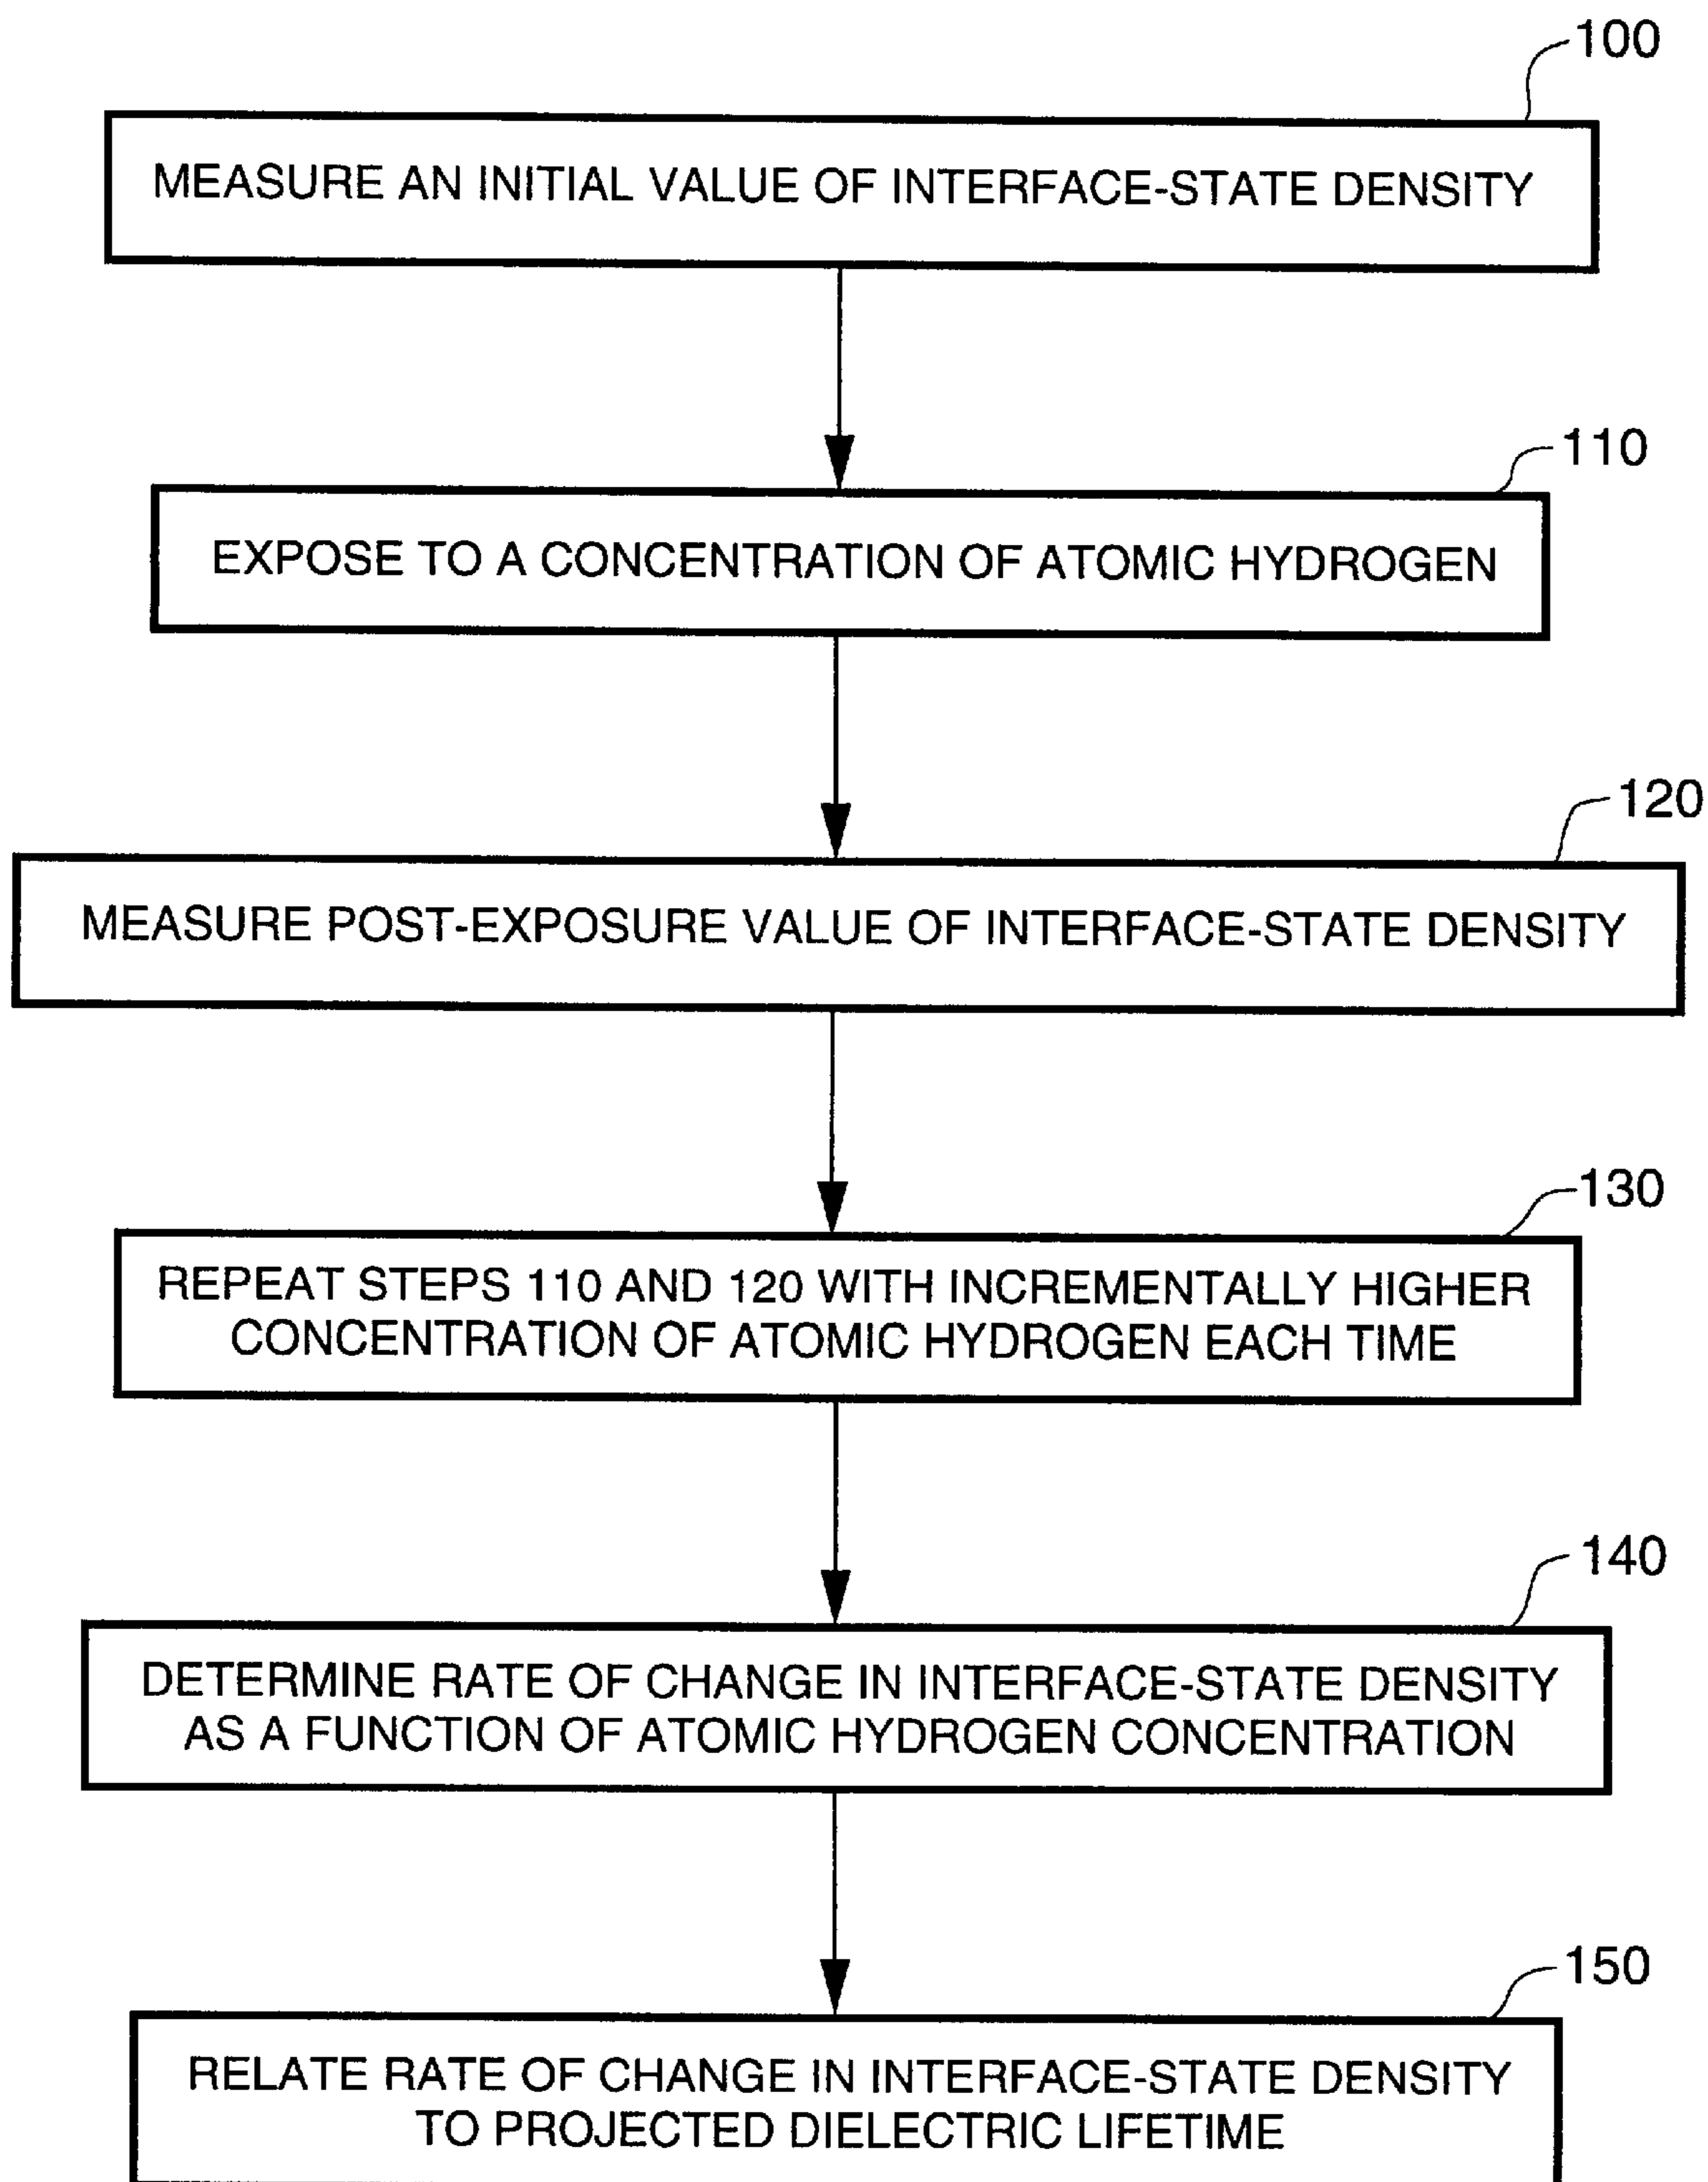 100
MEASURE AN INITIAL VALUE OF INTERFACE-STATE DENSITY
110
EXPOSE TO A CONCENTRATION OF ATOMIC HYDROGEN
120
MEASURE POST-EXPOSURE VALUE OF INTERFACE-STATE DENSITY
130
REPEAT STEPS 110 AND 120 WITH INCREMENTALLY HIGHER
CONCENTRATION OF ATOMIC HYDROGEN EACH TIME
140
DETERMINE RATE OF CHANGE IN INTERFACE-STATE DENSITY
AS A FUNCTION OF ATOMIC HYDROGEN CONCENTRATION
150
RELATE RATE OF CHANGE IN INTERFACE-STATE DENSITY
TO PROJECTED DIELECTRIC LIFETIME